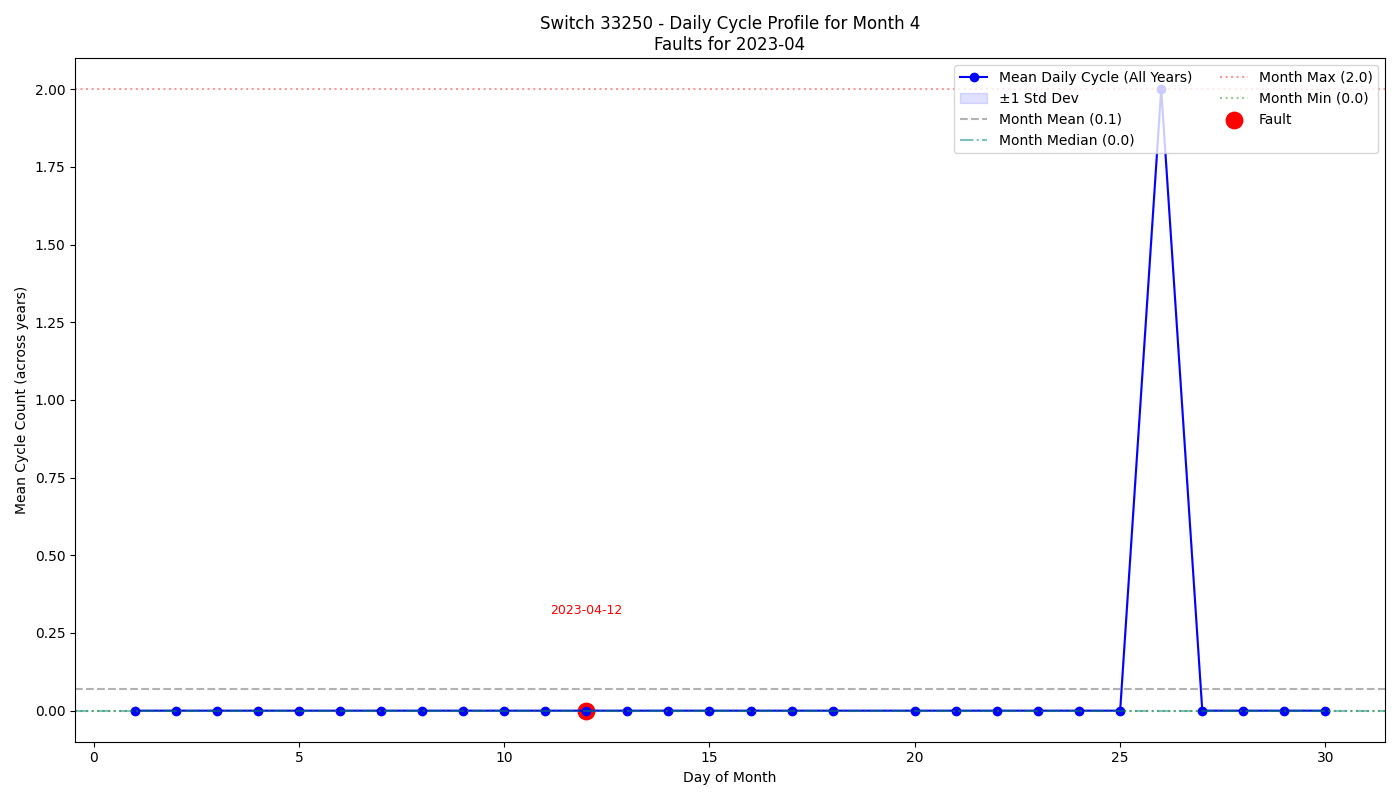 Switch 33250 - Daily Cycle Profile for Month 4
Faults for 2023-04
Mean Daily Cycle (All Years)
±1 Std Dev
Month Mean (0.1)
Month Median (0.0)
Month Max (2.0)
Month Min (0.0)
Fault
Mean Cycle Count (across years)
2.00
1.75
1.50
1.25
1.00
0.75
0.50
0.25
0.00
2023-04-12
0
5
10
15
20
25
30
Day of Month